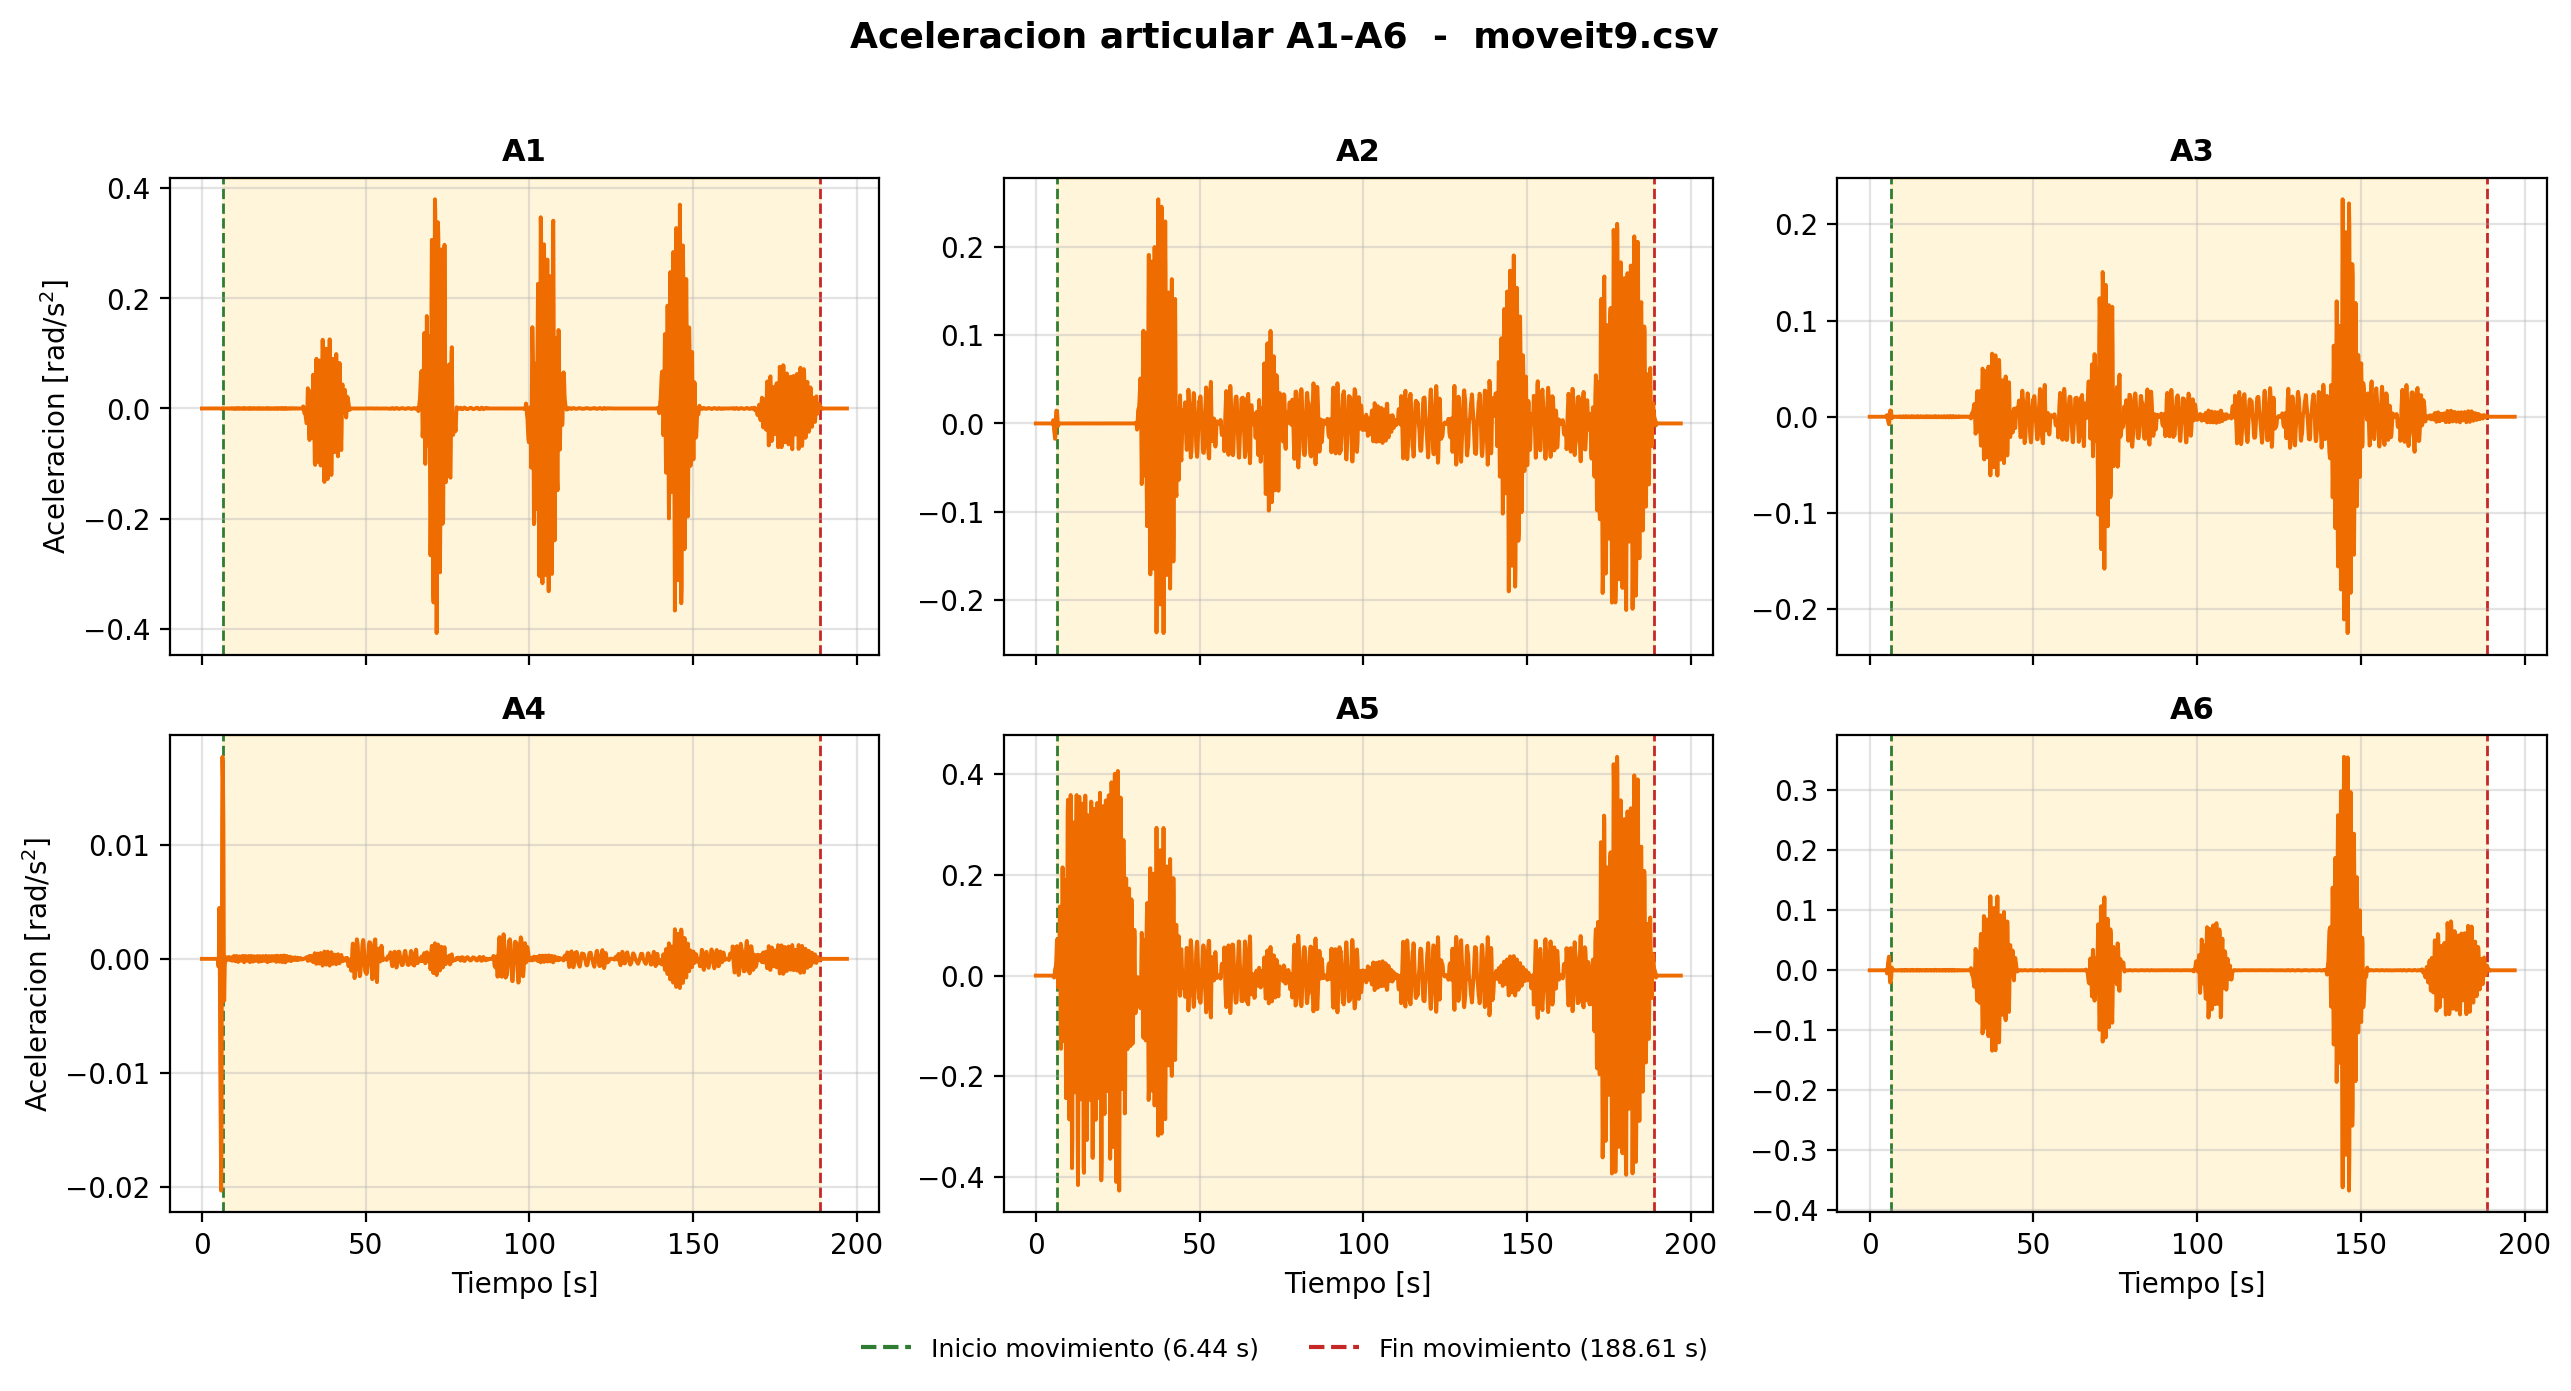 Aceleracion articular A1-A6  -  moveit9.csv
A1
A2
A3
Aceleracion [rad/s²]
0.4
0.2
0.0
−0.2
−0.4
0.2
0.1
0.0
−0.1
−0.2
0.2
0.1
0.0
−0.1
−0.2
A4
A5
A6
Aceleracion [rad/s²]
0.01
0.00
−0.01
−0.02
0.4
0.2
0.0
−0.2
−0.4
0.3
0.2
0.1
0.0
−0.1
−0.2
−0.3
−0.4
0 50 100 150 200
0 50 100 150 200
0 50 100 150 200
Tiempo [s]
Tiempo [s]
Tiempo [s]
Inicio movimiento (6.44 s)
Fin movimiento (188.61 s)